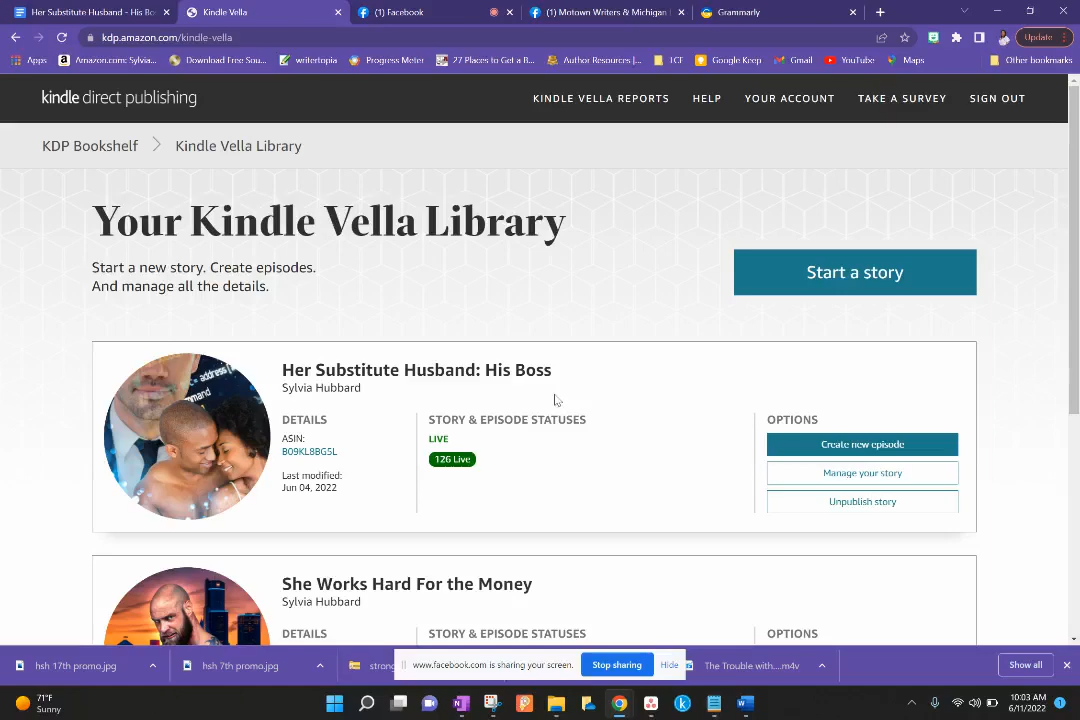 Her Substitute Husband - His Bo
Kindle Vella
(1) Facebook
(1) Motown Writers & Michigan
Grammarly
kdp.amazon.com/kindle-vella
Update
Apps
Amazon.com: Sylvia...
Download Free Sou...
writertopia
Progress Meter
27 Places to Get a B...
Author Resources |...
Google Keep
Gmail
YouTube
Maps
Other bookmarks
kindle direct publishing
KINDLE VELLA REPORTS
HELP
YOUR ACCOUNT
TAKE A SURVEY
SIGN OUT
KDP Bookshelf
Kindle Vella Library
Your Kindle Vella Library
Start a new story. Create episodes.
And manage all the details.
Start a story
Her Substitute Husband: His Boss
Sylvia Hubbard
DETAILS
ASIN:
B09KL8BG5L
Last modified:
Jun 04, 2022
STORY & EPISODE STATUSES
LIVE
126 Live
OPTIONS
Create new episode
Manage your story
Unpublish story
She Works Hard For the Money
Sylvia Hubbard
DETAILS
STORY & EPISODE STATUSES
OPTIONS
hsh 17th promo.jpg
hsh 7th promo.jpg
stron
www.facebook.com is sharing your screen.
Stop sharing
Hide
The Trouble with....m4v
Show all
71°F
Sunny
10:03 AM
6/11/2022